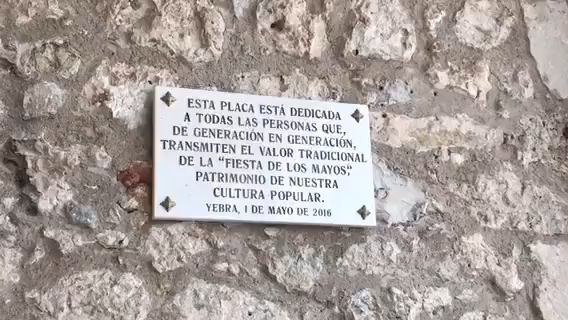 ESTA PLACA ESTÁ DEDICADA
A TODAS LAS PERSONAS QUE,
DE GENERACIÓN EN GENERACIÓN,
TRANSMITEN EL VALOR TRADICIONAL
DE LA "FIESTA DE LOS MAYOS",
PATRIMONIO DE NUESTRA
CULTURA POPULAR.
YEBRA, 1 DE MAYO DE 2016